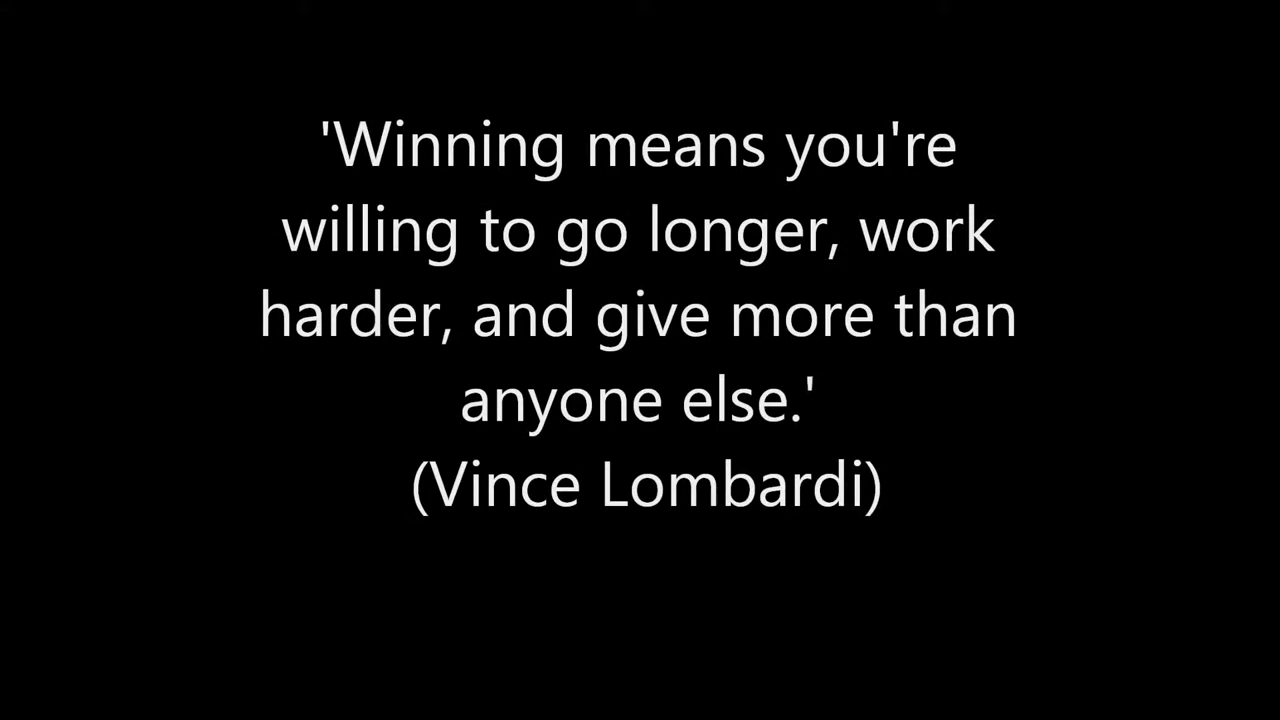 'Winning means you're
willing to go longer, work
harder, and give more than
anyone else.'
(Vince Lombardi)